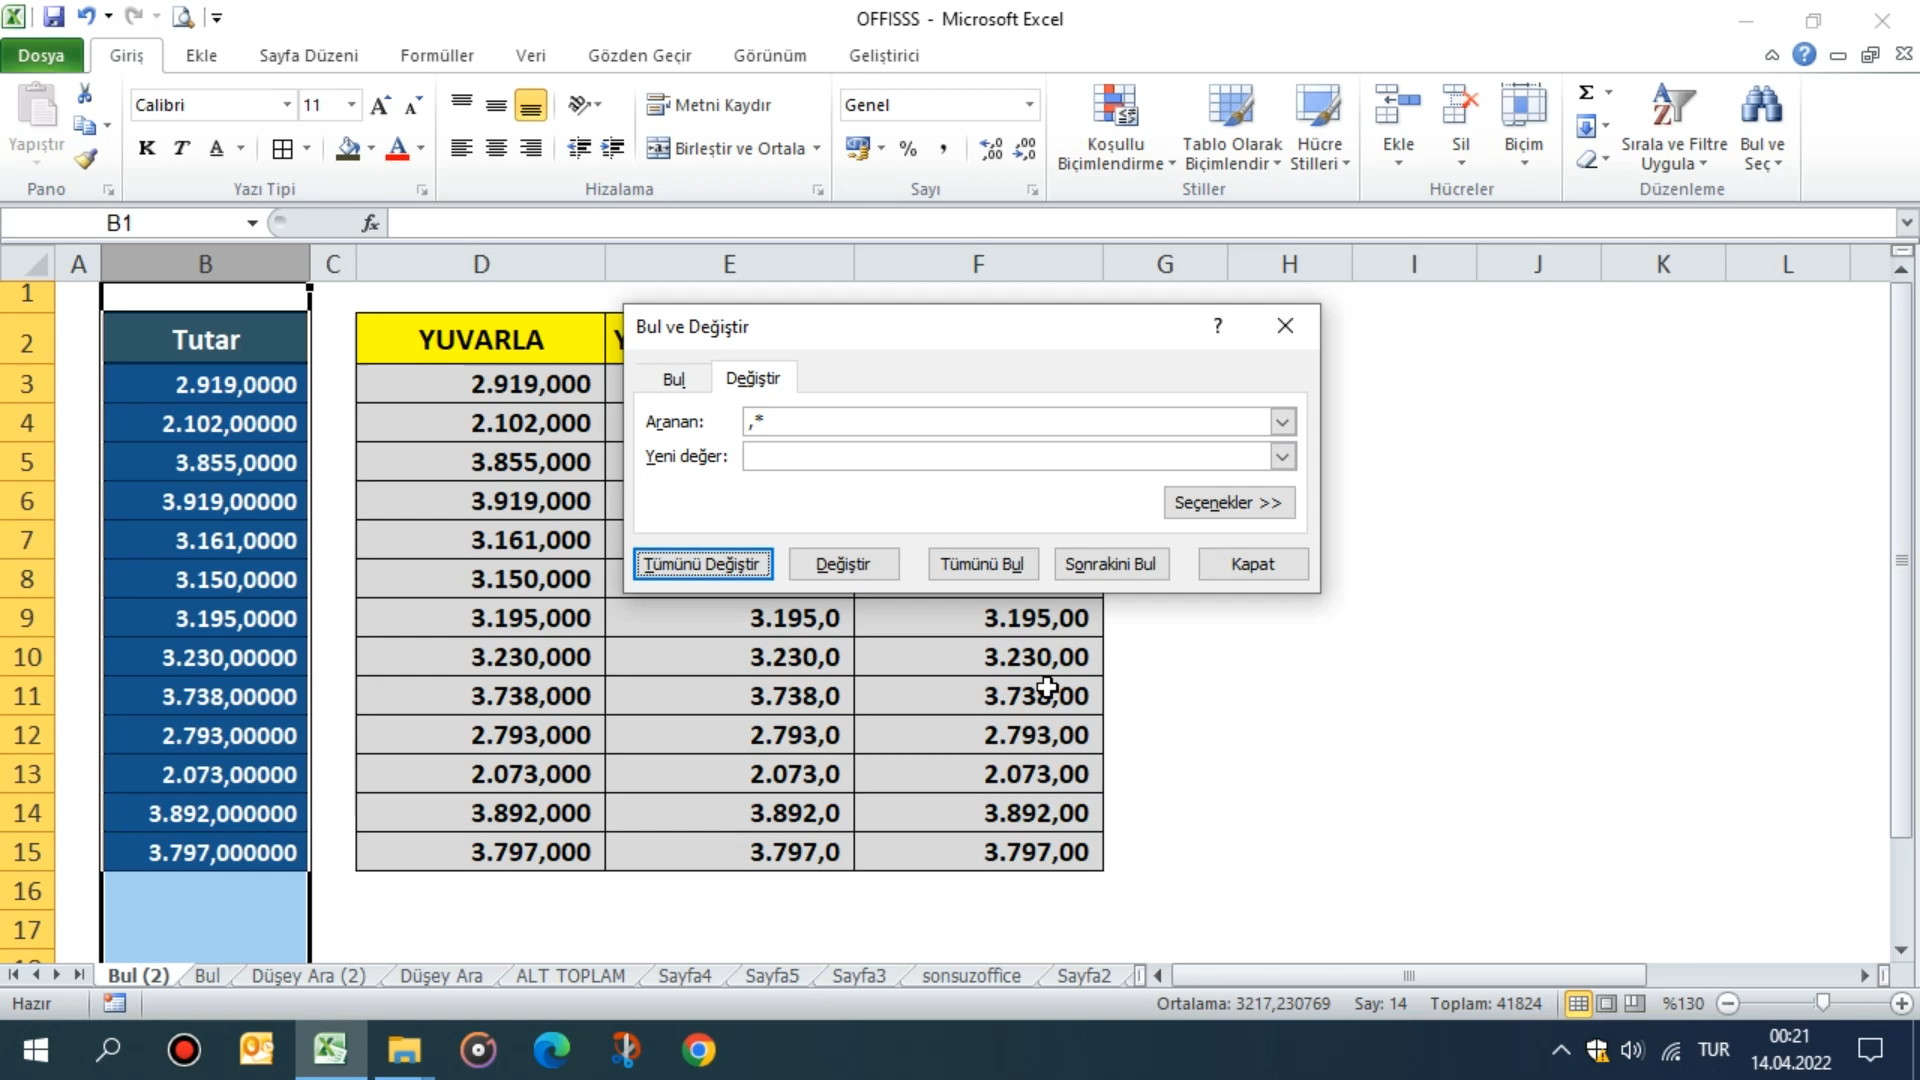 OFFISSS - Microsoft Excel
Dosya Giriş Ekle Sayfa Düzeni Formüller Veri Gözden Geçir Görünüm Geliştirici
Yapıştır
Calibri 11
K T A
Metni Kaydır
Birleştir ve Ortala
Genel
% , ,0 ,00 ,00 ,0
Koşullu Biçimlendirme
Tablo Olarak Biçimlendir
Hücre Stilleri
Ekle Sil Biçim
Σ
Sırala ve Filtre Uygula
Bul ve Seç
Pano Yazı Tipi Hizalama Sayı Stiller Hücreler Düzenleme
B1 fx
A B C D E F G H I J K L
1
2 Tutar YUVARLA
3 2.919,0000 2.919,000
4 2.102,00000 2.102,000
5 3.855,0000 3.855,000
6 3.919,00000 3.919,000
7 3.161,0000 3.161,000
8 3.150,00000 3.150,000
9 3.195,0000 3.195,000 3.195,0 3.195,00
10 3.230,00000 3.230,000 3.230,0 3.230,00
11 3.738,00000 3.738,000 3.738,0 3.738,00
12 2.793,00000 2.793,000 2.793,0 2.793,00
13 2.073,00000 2.073,000 2.073,0 2.073,00
14 3.892,000000 3.892,000 3.892,0 3.892,00
15 3.797,000000 3.797,000 3.797,0 3.797,00
16
17
Bul ve Değiştir ?
Bul Değiştir
Aranan: ,*
Yeni değer:
Seçenekler >>
Tümünü Değiştir Değiştir Tümünü Bul Sonrakini Bul Kapat
Bul (2) Bul Düşey Ara (2) Düşey Ara ALT TOPLAM Sayfa4 Sayfa5 Sayfa3 sonsuzoffice Sayfa2
Hazır Ortalama: 3217,230769 Say: 14 Toplam: 41824 %130
TUR 00:21
14.04.2022